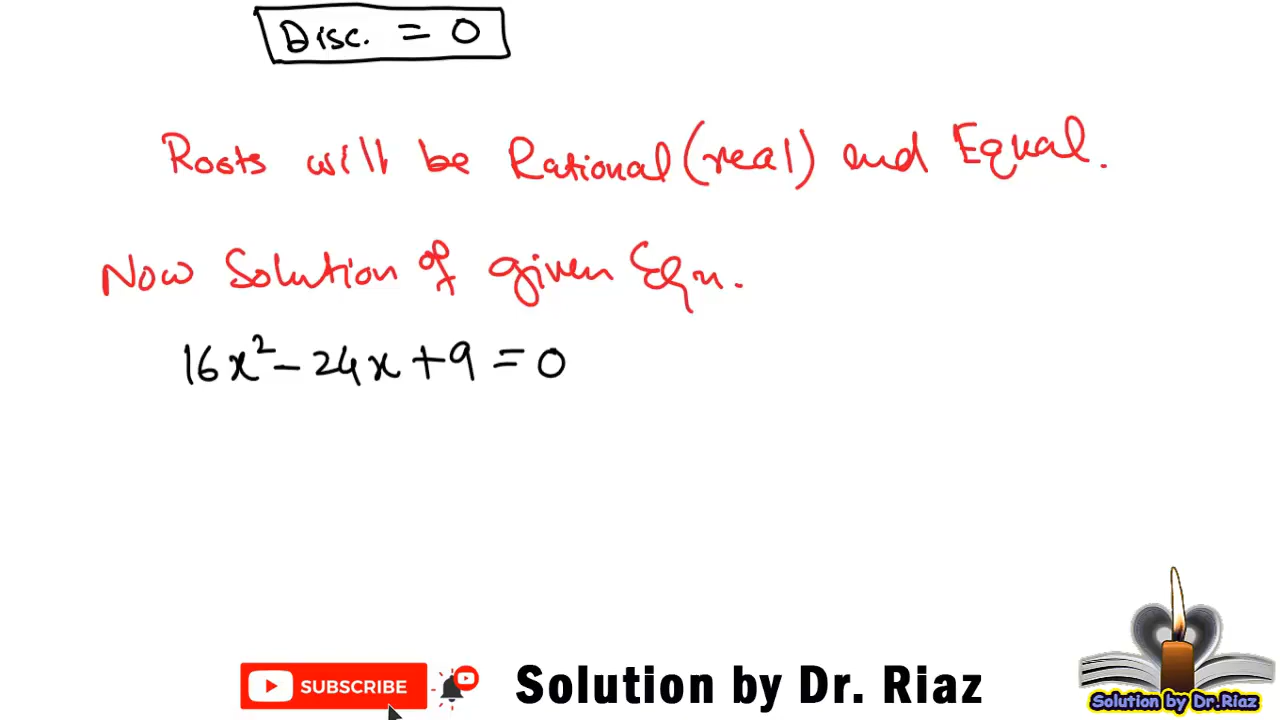 Disc. = 0
Roots will be Rational (real) and Equal.
Now Solution of given Eqn.
16x² - 24x + 9 = 0
SUBSCRIBE
Solution by Dr. Riaz
Solution by Dr.Riaz